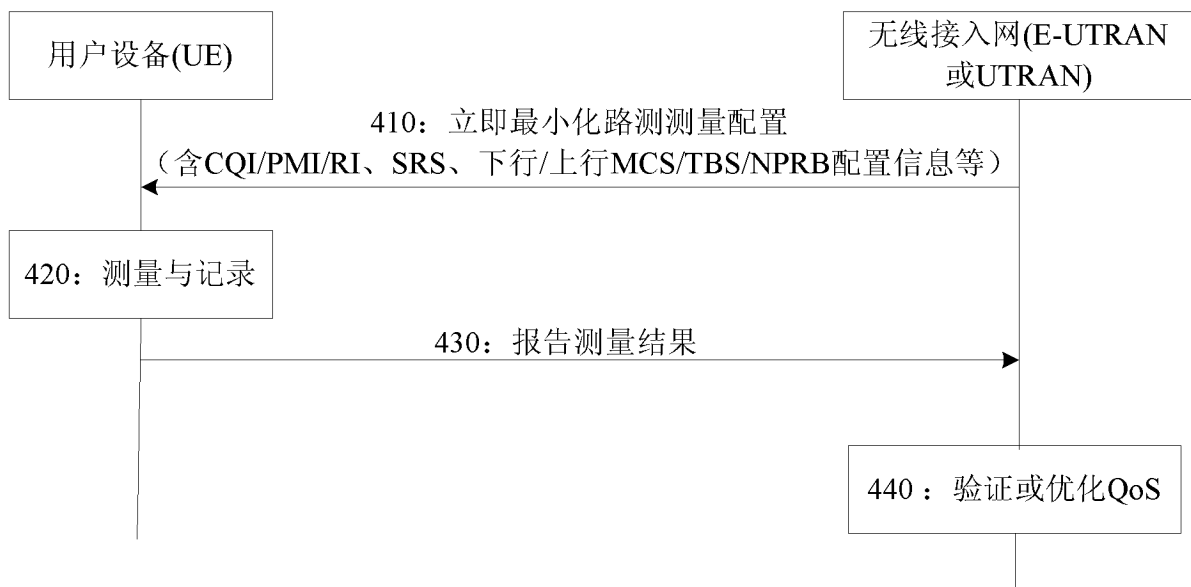 用户设备(UE)
无线接入网(E-UTRAN
或UTRAN)
410：立即最小化路测测量配置
（含CQI/PMI/RI、SRS、下行/上行MCS/TBS/NPRB配置信息等）
420：测量与记录
430：报告测量结果
440：验证或优化QoS